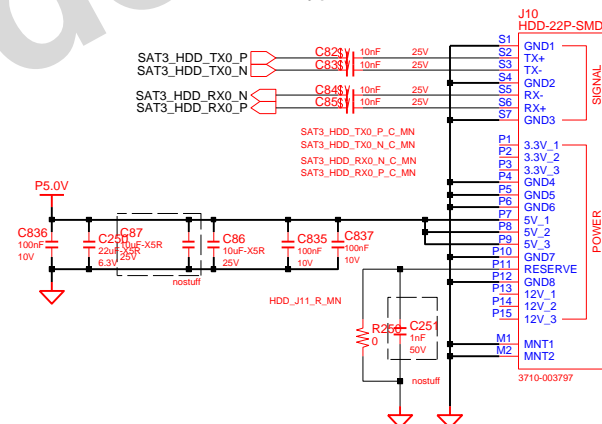 J10
HDD-22P-SMD
SAT3_HDD_TX0_P
SAT3_HDD_TX0_N
SAT3_HDD_RX0_N
SAT3_HDD_RX0_P
10nF 25V
10nF 25V
10nF 25V
10nF 25V
SAT3_HDD_TX0_P_C_MN
SAT3_HDD_TX0_N_C_MN
SAT3_HDD_RX0_N_C_MN
SAT3_HDD_RX0_P_C_MN
S1 GND1
S2 TX+
S3 TX-
S4 GND2
S5 RX-
S6 RX+
S7 GND3
SIGNAL
P1 3.3V_1
P2 3.3V_2
P3 3.3V_3
P4 GND4
P5 GND5
P6 GND6
P7 5V_1
P8 5V_2
P9 5V_3
P10 GND7
P11 RESERVE
P12 GND8
P13 12V_1
P14 12V_2
P15 12V_3
POWER
M1 MNT1
M2 MNT2
3710-003797
P5.0V
C836
100nF
10V
C250
22uF-X5R
6.3V
C87
10uF-X5R
25V
nostuff
C86
10uF-X5R
25V
C835
100nF
10V
C837
100nF
10V
HDD_J11_R_MN
R250
0
C251
1nF
50V
nostuff